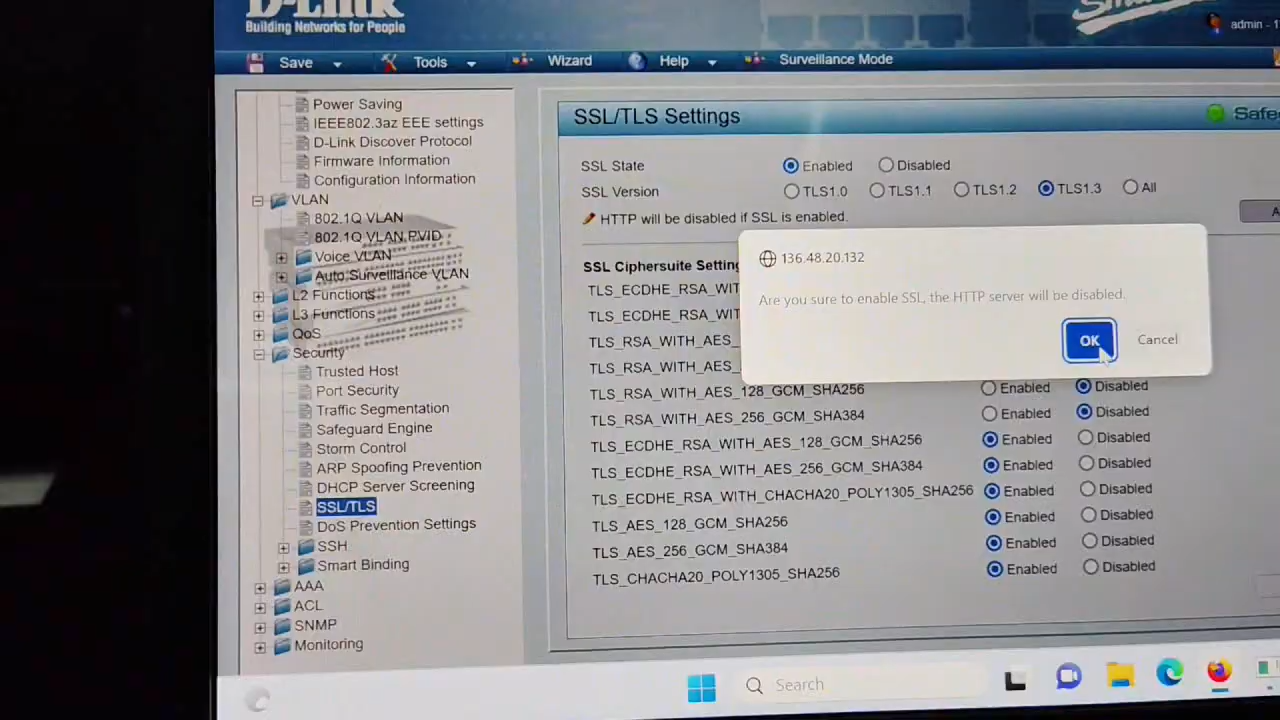 D-Link
Building Networks for People
admin - 1
Save
Tools
Wizard
Help
Surveillance Mode
Power Saving
IEEE802.3az EEE settings
D-Link Discover Protocol
Firmware Information
Configuration Information
VLAN
802.1Q VLAN
802.1Q VLAN PVID
Voice VLAN
Auto Surveillance VLAN
L2 Functions
L3 Functions
QoS
Security
Trusted Host
Port Security
Traffic Segmentation
Safeguard Engine
Storm Control
ARP Spoofing Prevention
DHCP Server Screening
SSL/TLS
DoS Prevention Settings
SSH
Smart Binding
AAA
ACL
SNMP
Monitoring
SSL/TLS Settings
SSL State Enabled Disabled
SSL Version TLS1.0 TLS1.1 TLS1.2 TLS1.3 All
HTTP will be disabled if SSL is enabled.
136.48.20.132
Are you sure to enable SSL, the HTTP server will be disabled.
OK Cancel
SSL Ciphersuite
TLS_ECDHE_RSA_WIT
TLS_ECDHE_RSA_WIT
TLS_RSA_WITH_AES_
TLS_RSA_WITH_AES_
TLS_RSA_WITH_AES_128_GCM_SHA256 Enabled Disabled
TLS_RSA_WITH_AES_256_GCM_SHA384 Enabled Disabled
TLS_ECDHE_RSA_WITH_AES_128_GCM_SHA256 Enabled Disabled
TLS_ECDHE_RSA_WITH_AES_256_GCM_SHA384 Enabled Disabled
TLS_ECDHE_RSA_WITH_CHACHA20_POLY1305_SHA256 Enabled Disabled
TLS_AES_128_GCM_SHA256 Enabled Disabled
TLS_AES_256_GCM_SHA384 Enabled Disabled
TLS_CHACHA20_POLY1305_SHA256 Enabled Disabled
Search